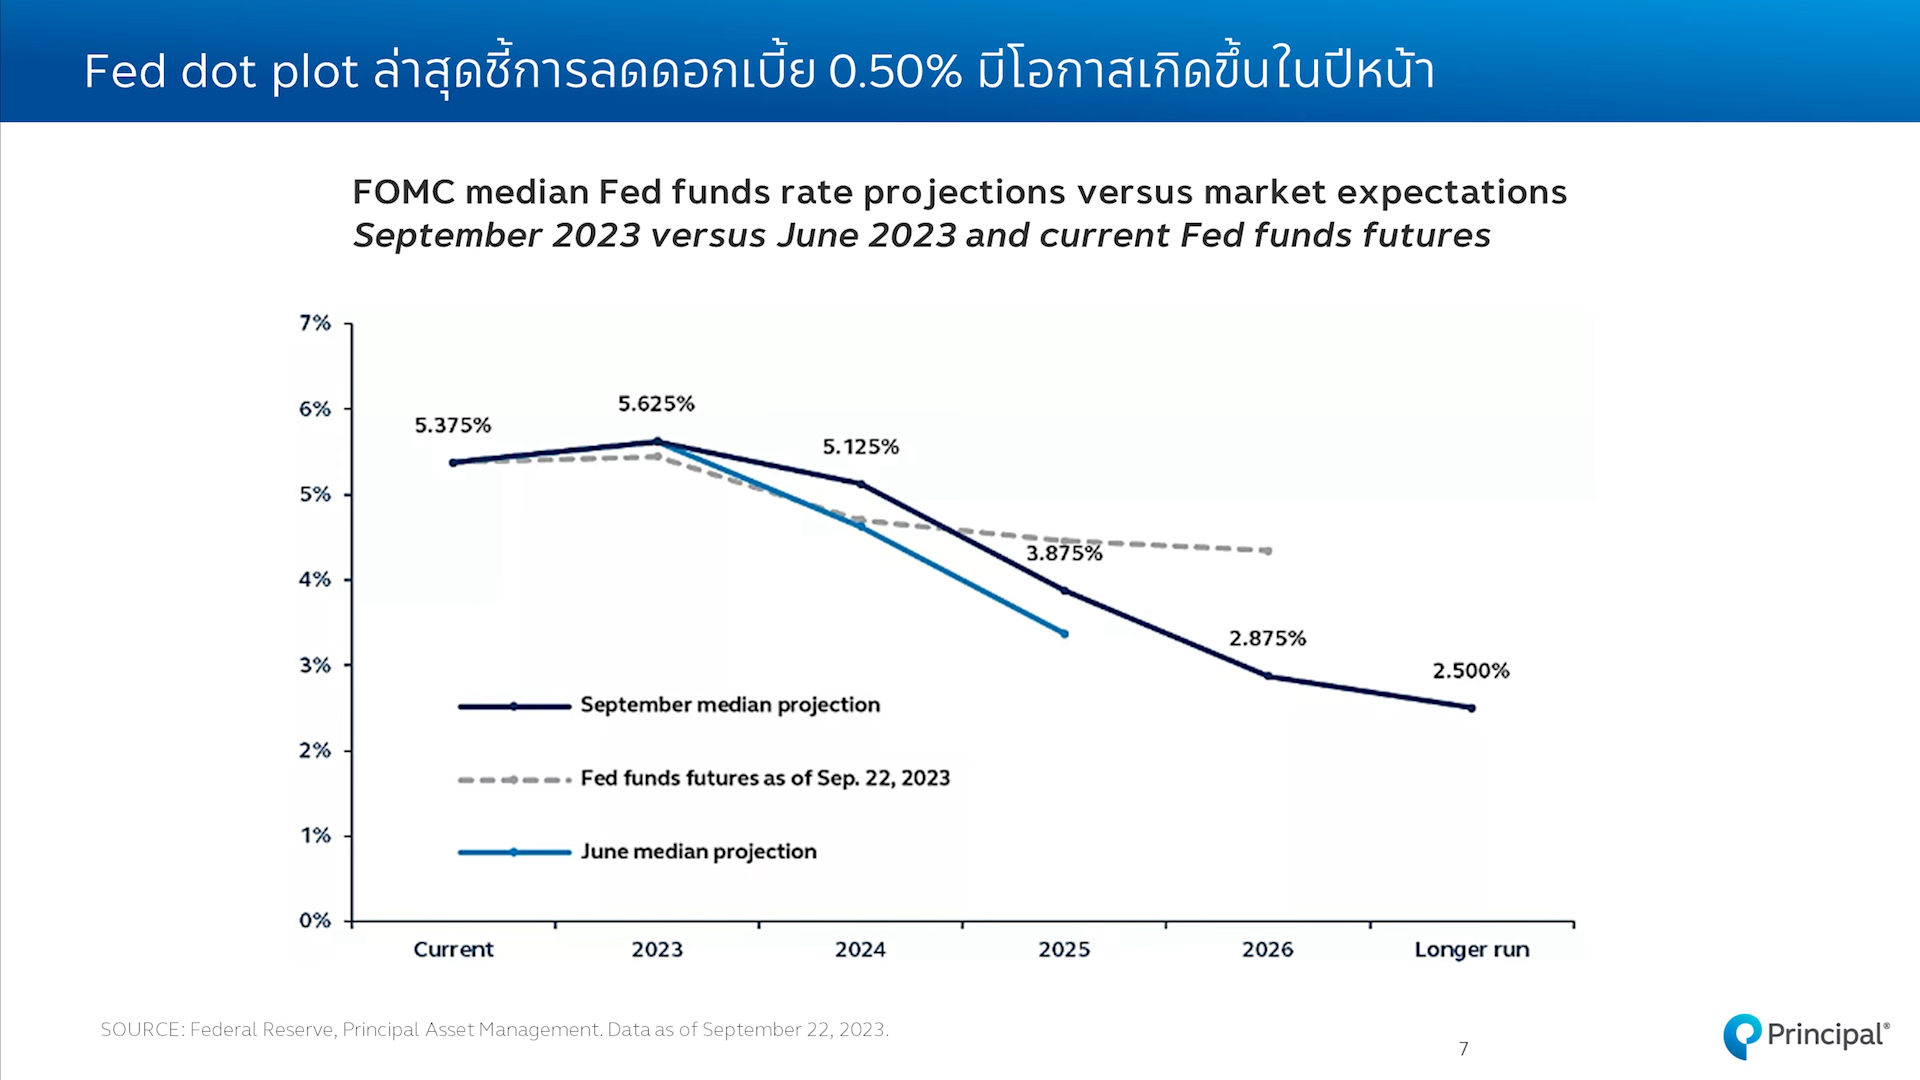 Fed dot plot ล่าสุดชี้การลดดอกเบี้ย 0.50% มีโอกาสเกิดขึ้นในปีหน้า
FOMC median Fed funds rate projections versus market expectations
September 2023 versus June 2023 and current Fed funds futures
7%
6%
5%
4%
3%
2%
1%
0%
5.375%
5.625%
5.125%
3.875%
2.875%
2.500%
September median projection
Fed funds futures as of Sep. 22, 2023
June median projection
Current
2023
2024
2025
2026
Longer run
SOURCE: Federal Reserve, Principal Asset Management. Data as of September 22, 2023.
7
Principal®